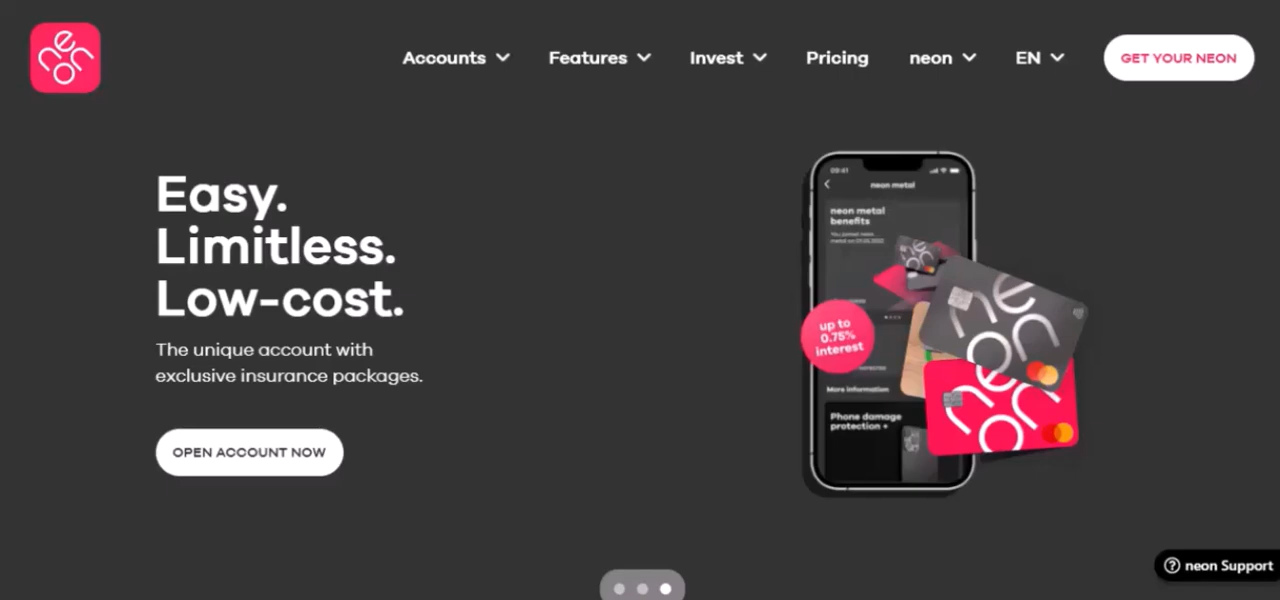 neon
Accounts
Features
Invest
Pricing
neon
EN
GET YOUR NEON
Easy.
Limitless.
Low-cost.
The unique account with
exclusive insurance packages.
OPEN ACCOUNT NOW
09:41
neon metal
neon metal
benefits
up to
0.75%
interest
More information
Phone damage
protection +
neon
neon
neon Support